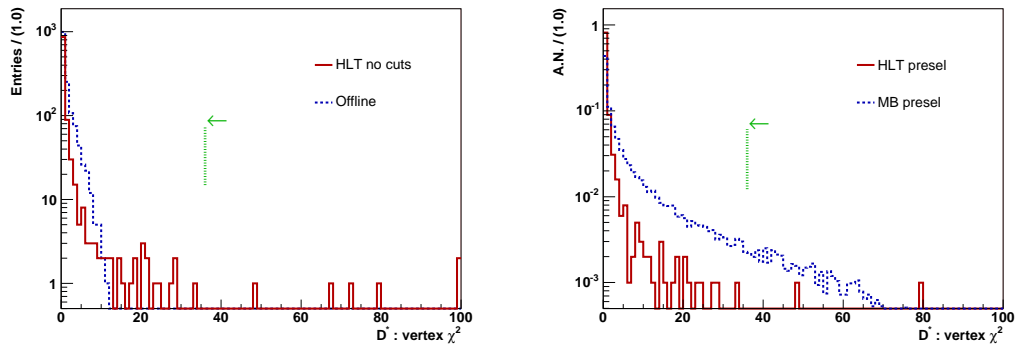 Entries / (1.0)
10³
10²
10
1
HLT no cuts
Offline
0 20 40 60 80 100
D* : vertex χ²
A.N. / (1.0)
1
10⁻¹
10⁻²
10⁻³
HLT presel
MB presel
0 20 40 60 80 100
D* : vertex χ²